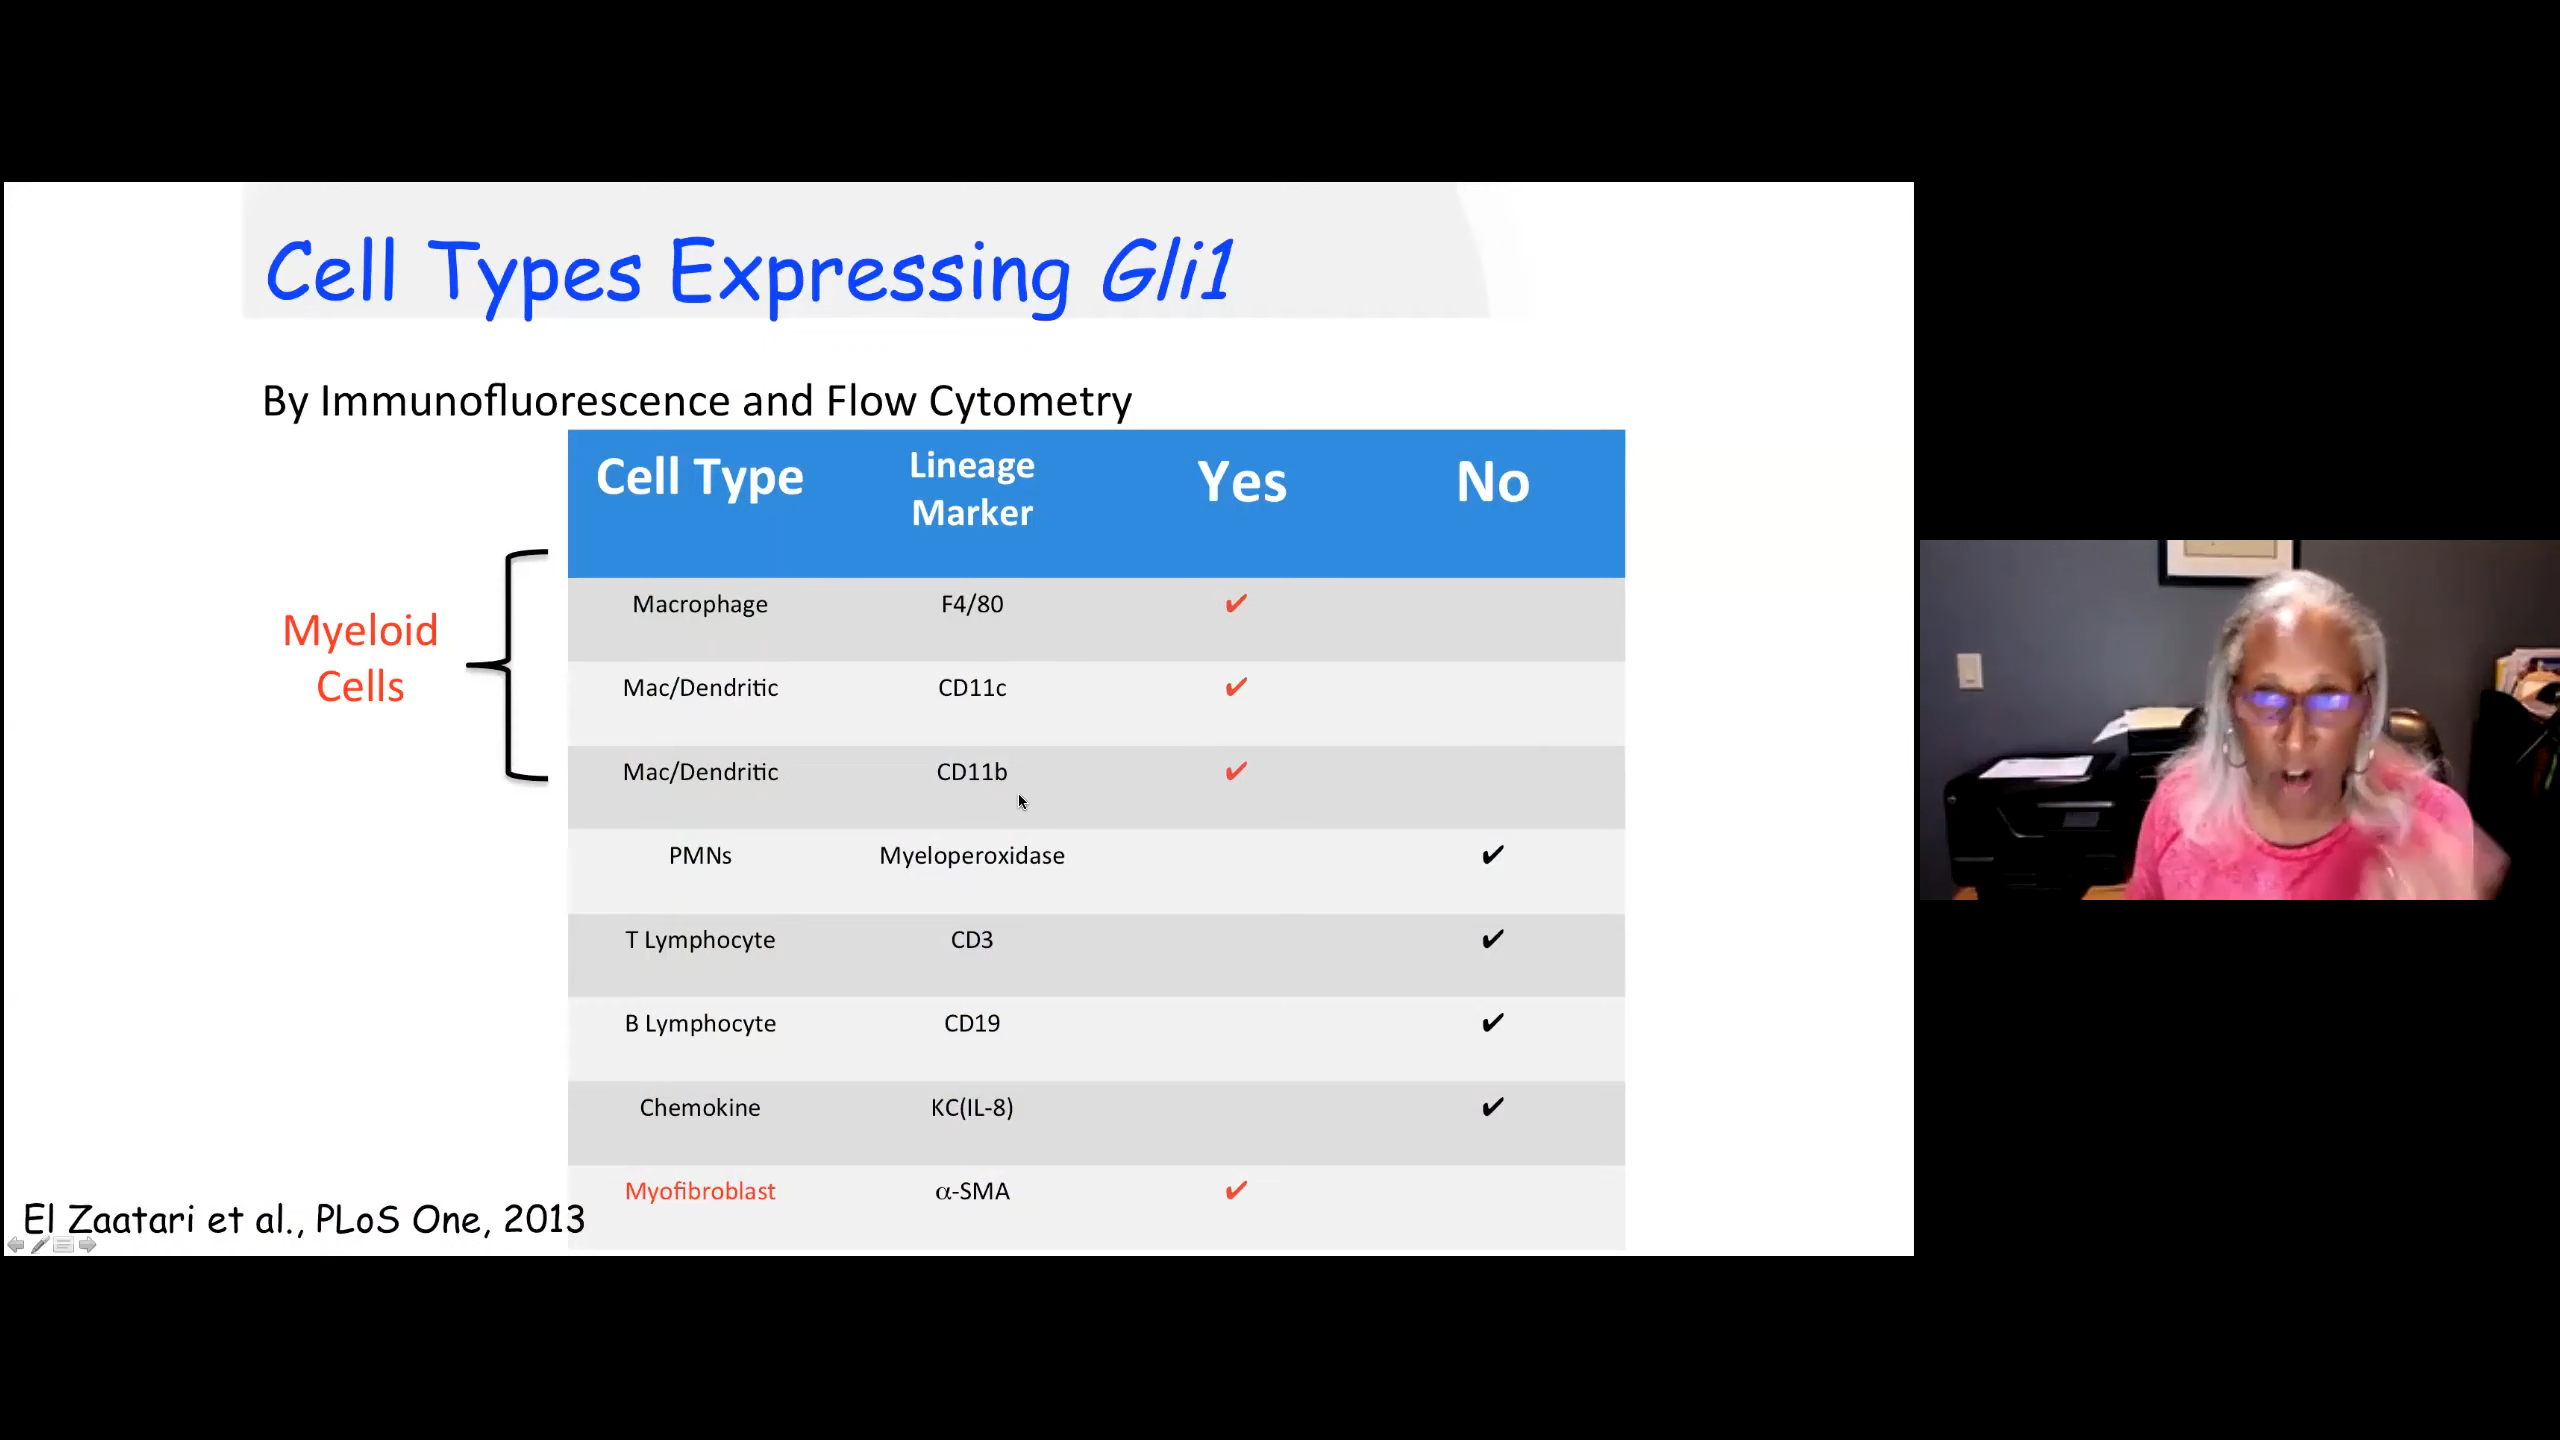 Cell Types Expressing Gli1
By Immunofluorescence and Flow Cytometry
Cell Type Lineage Marker Yes No
Myeloid Cells
Macrophage F4/80 ✔
Mac/Dendritic CD11c ✔
Mac/Dendritic CD11b ✔
PMNs Myeloperoxidase ✔
T Lymphocyte CD3 ✔
B Lymphocyte CD19 ✔
Chemokine KC(IL-8) ✔
Myofibroblast α-SMA ✔
El Zaatari et al., PLoS One, 2013